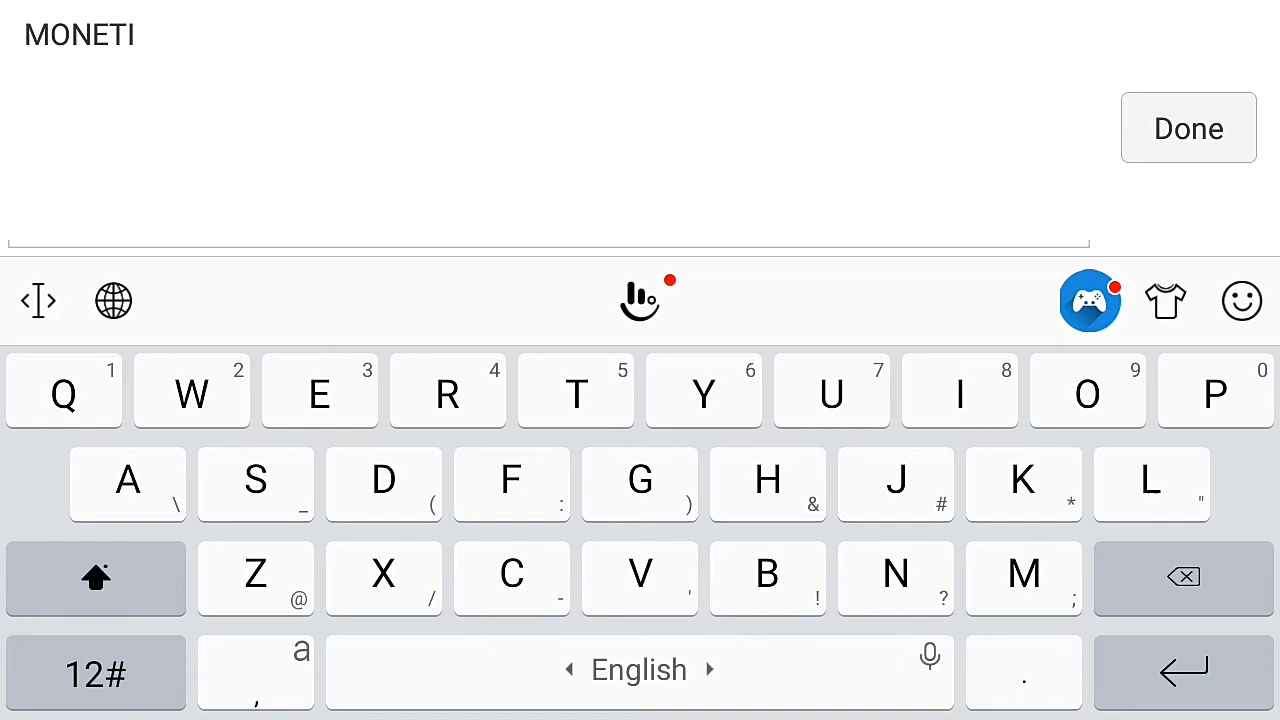 MONETI
Done
Q 1 W 2 E 3 R 4 T 5 Y 6 U 7 I 8 O 9 P 0
A \ S _ D ( F : G ) H & J # K * L "
Z @ X / C - V ' B ! N ? M ;
12# , a English .